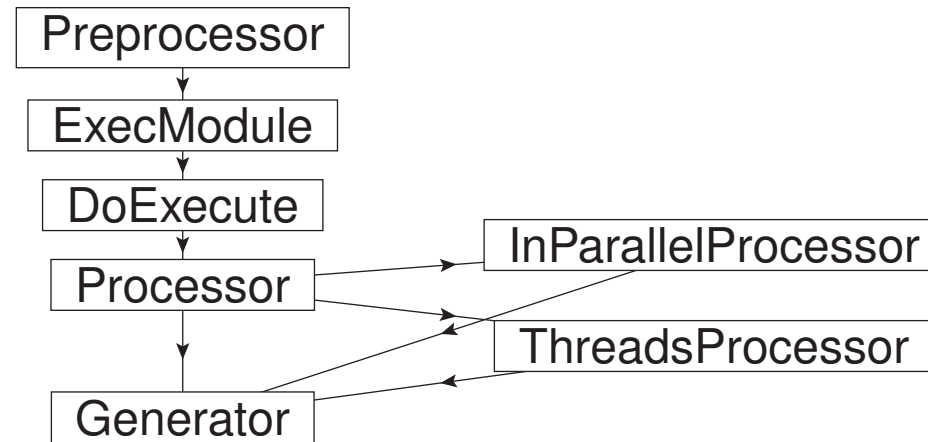 Preprocessor
ExecModule
DoExecute
InParallelProcessor
Processor
ThreadsProcessor
Generator